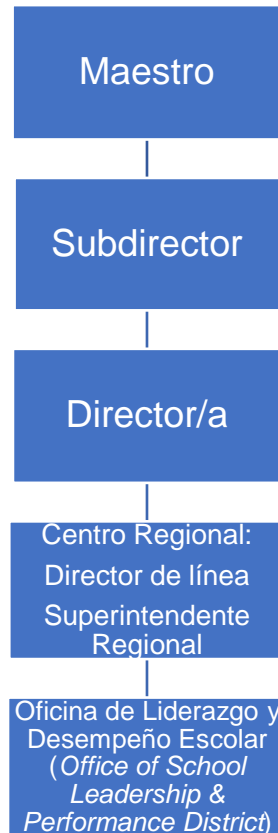 Maestro
Subdirector
Director/a
Centro Regional:
Director de línea
Superintendente
Regional
Oficina de Liderazgo y
Desempeño Escolar
(Office of School
Leadership &
Performance District)